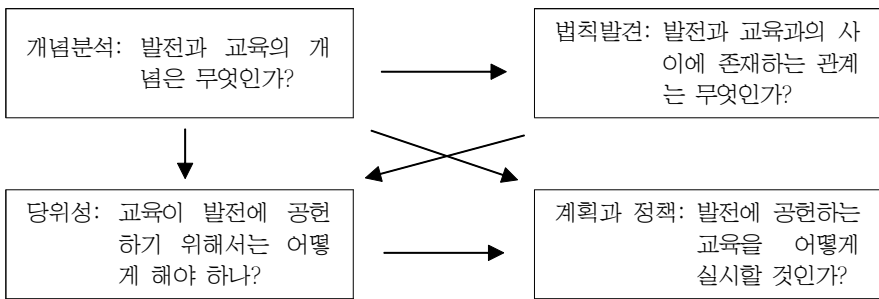 개념분석: 발전과 교육의 개
념은 무엇인가?
법칙발견: 발전과 교육과의 사
이에 존재하는 관계
는 무엇인가?
당위성: 교육이 발전에 공헌
하기 위해서는 어떻
게 해야 하나?
계획과 정책: 발전에 공헌하는
교육을 어떻게
실시할 것인가?